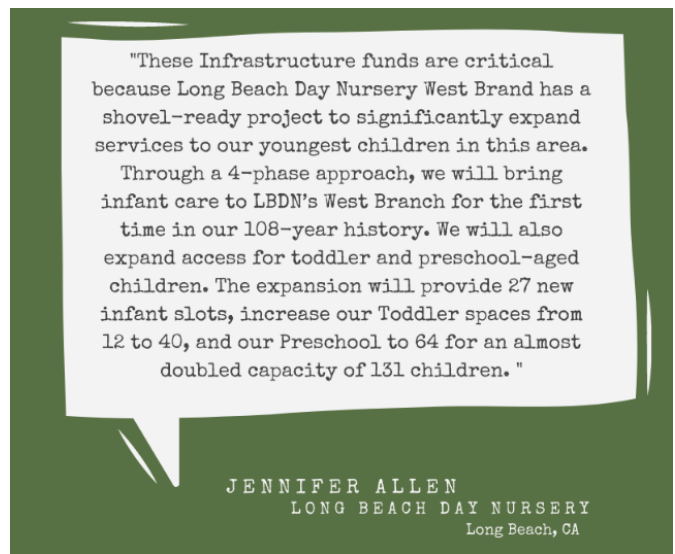 "These Infrastructure funds are critical
because Long Beach Day Nursery West Brand has a
shovel-ready project to significantly expand
services to our youngest children in this area.
Through a 4-phase approach, we will bring
infant care to LBDN's West Branch for the first
time in our 108-year history. We will also
expand access for toddler and preschool-aged
children. The expansion will provide 27 new
infant slots, increase our Toddler spaces from
12 to 40, and our Preschool to 64 for an almost
doubled capacity of 131 children. "
JENNIFER ALLEN
LONG BEACH DAY NURSERY
Long Beach, CA